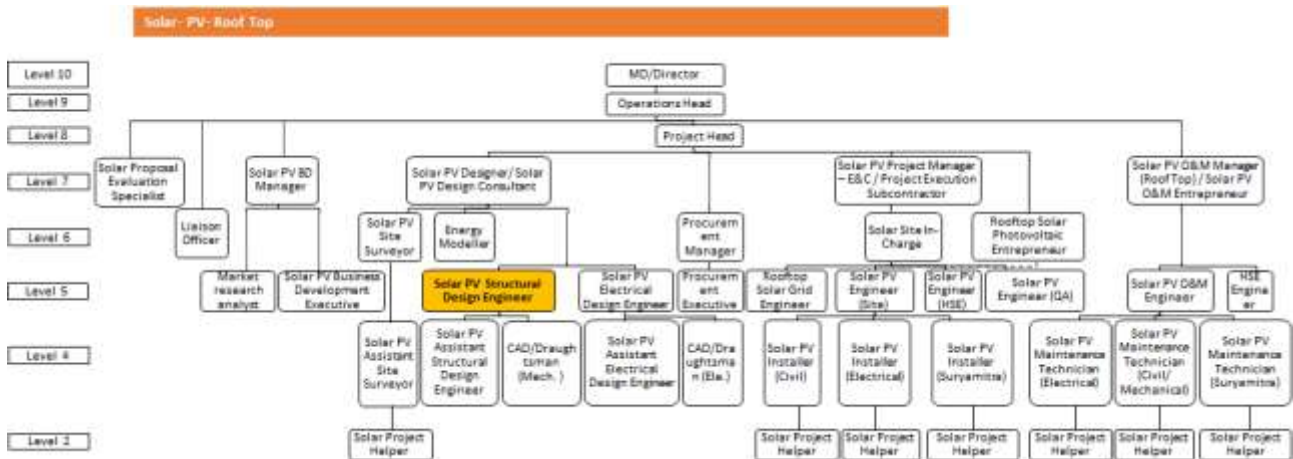 Solar- PV- Roof Top
Level 10
MD/Director
Level 9
Operations Head
Level 8
Project Head
Level 7
Solar Proposal
Evaluation
Specialist
Solar PV BD
Manager
Solar PV Designer/ Solar
PV Design Consultant
Solar PV Project Manager
– E&C / Project Execution
Subcontractor
Solar PV O&M Manager
(Roof Top) / Solar PV
O&M Entrepreneur
Level 6
Liaison
Officer
Solar PV
Site
Surveyor
Energy
Modeller
Procurem
ent
Manager
Solar Site In-
Charge
Rooftop Solar
Photovoltaic
Entrepreneur
Level 5
Market
research
analyst
Solar PV Business
Development
Executive
Solar PV Structural
Design Engineer
Solar PV
Electrical
Design Engineer
Procurem
ent
Executive
Rooftop
Solar Grid
Engineer
Solar PV
Engineer
(Site)
Solar PV
Engineer
(HSE)
Solar PV
Engineer (QA)
Solar PV O&M
Engineer
HSE
Engine
er
Level 4
Solar PV
Assistant
Site
Surveyor
Solar PV
Assistant
Structural
Design
Engineer
CAD/Draugh
tsman
(Mech. )
Solar PV
Assistant
Electrical
Design Engineer
CAD/Dra
ughtsma
n (Ele.)
Solar PV
Installer
(Civil)
Solar PV
Installer
(Electrical)
Solar PV
Installer
(Suryamitra)
Solar PV
Maintenance
Technician
(Electrical)
Solar PV
Maintenance
Technician
(Civil/
Mechanical)
Solar PV
Maintenance
Technician
(Suryamitra)
Level 2
Solar Project
Helper
Solar Project
Helper
Solar Project
Helper
Solar Project
Helper
Solar Project
Helper
Solar Project
Helper
Solar Project
Helper